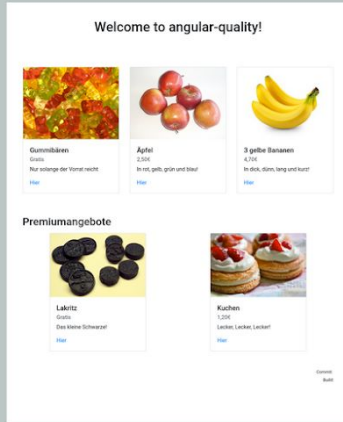 Welcome to angular-quality!
Gummibären
Gratis
Nur solange der Vorrat reicht
Hier
Äpfel
2,50€
In rot, gelb, grün und blau!
Hier
3 gelbe Bananen
4,70€
In dick, dünn, lang und kurz!
Hier
Premiumangebote
Lakritz
Gratis
Das kleine Schwarze!
Hier
Kuchen
1,20€
Lecker, Lecker, Lecker!
Hier
Commit:
Build: